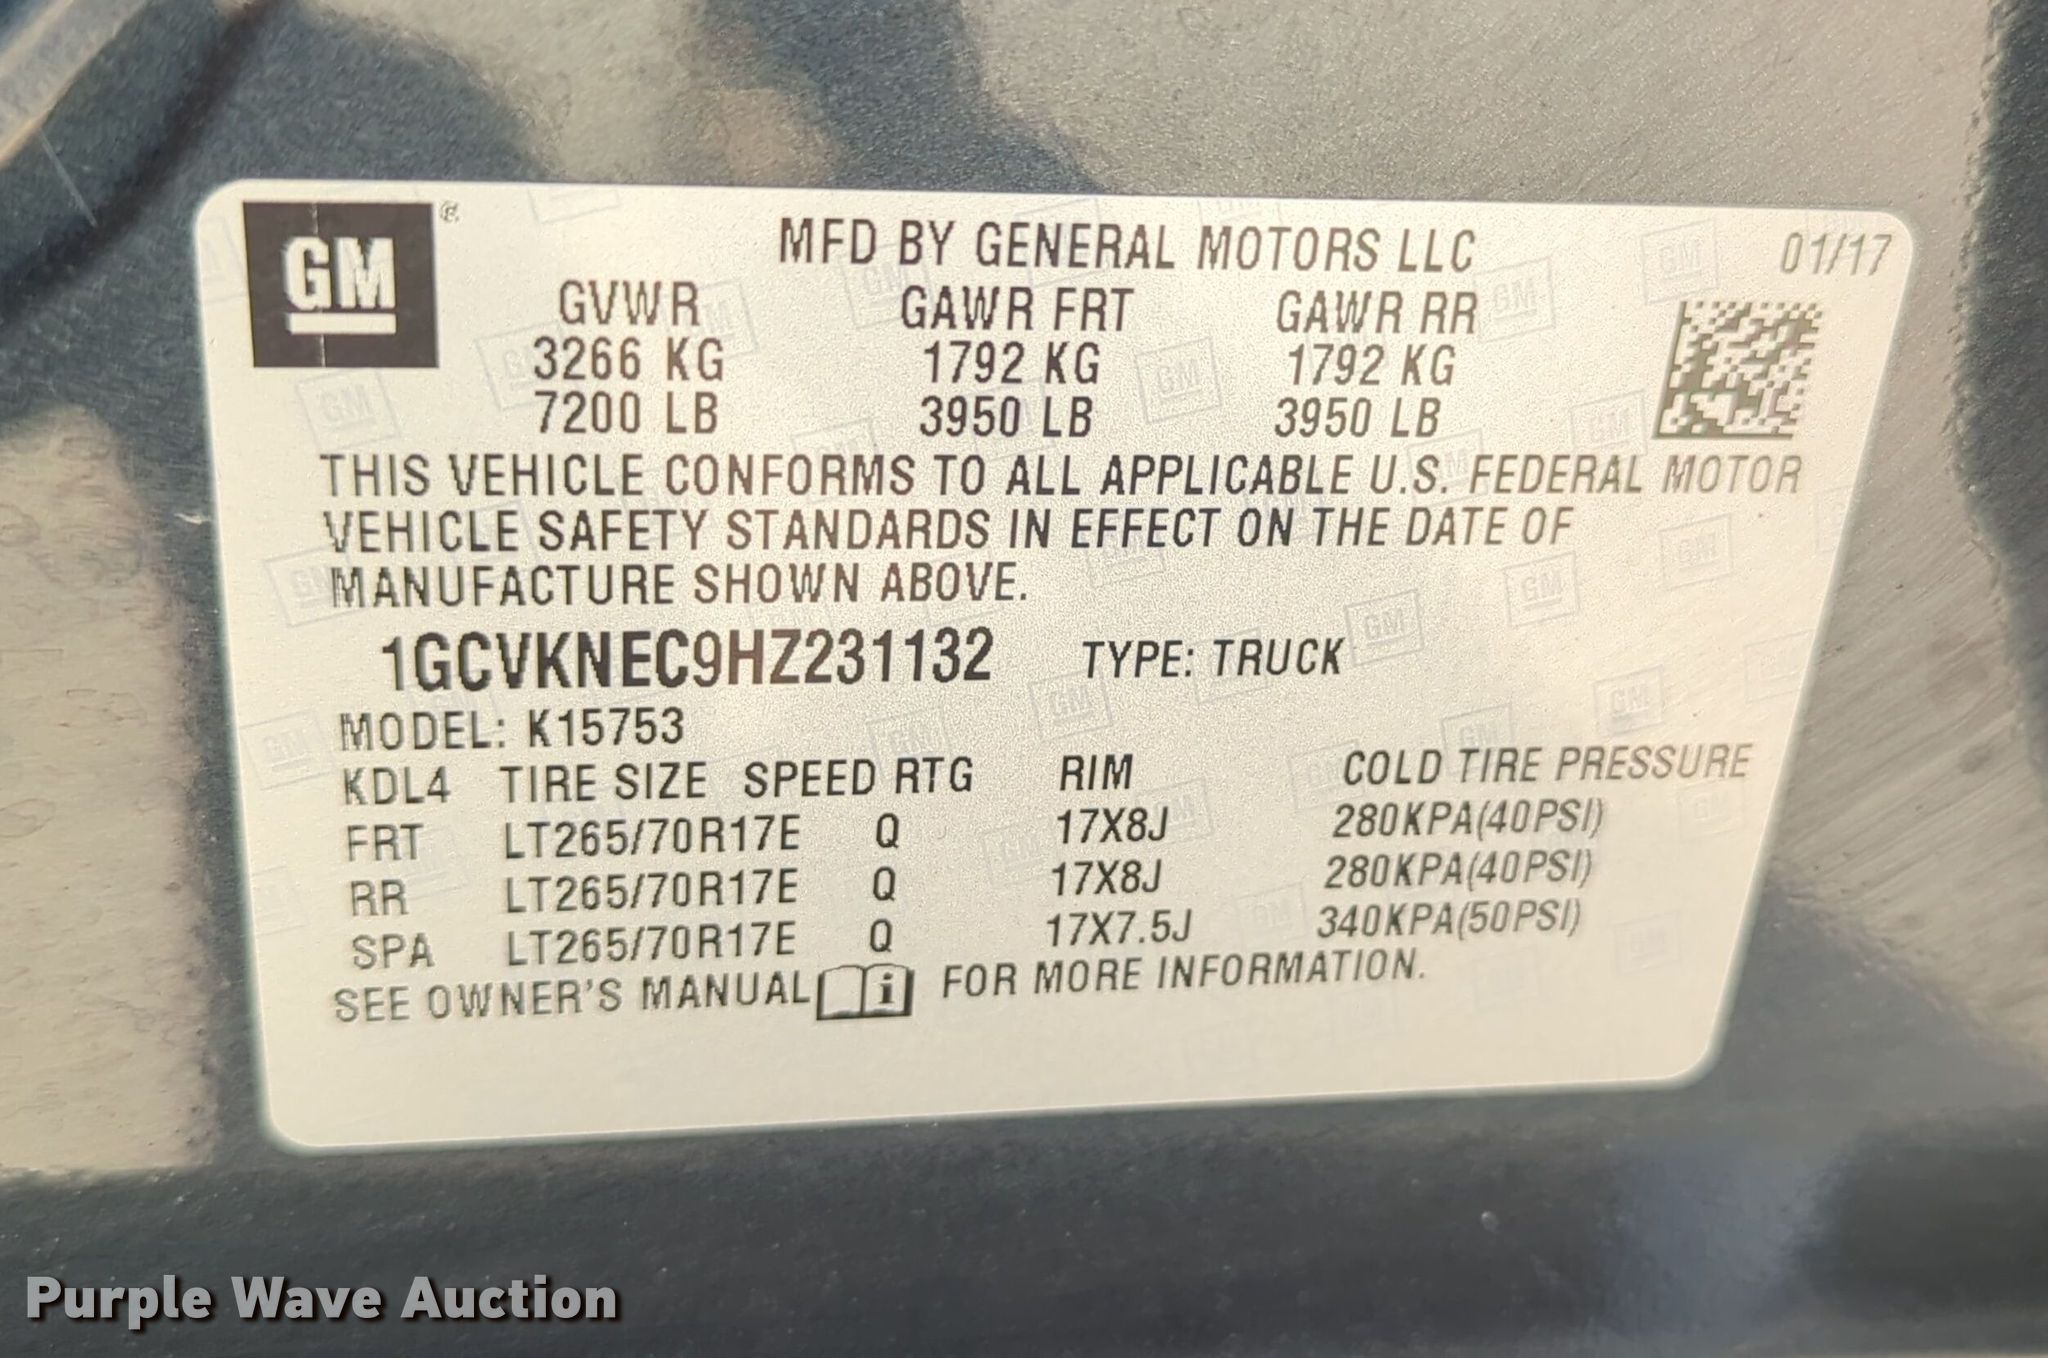 GM ®
MFD BY GENERAL MOTORS LLC 01/17
GVWR GAWR FRT GAWR RR
3266 KG 1792 KG 1792 KG
7200 LB 3950 LB 3950 LB
THIS VEHICLE CONFORMS TO ALL APPLICABLE U.S. FEDERAL MOTOR
VEHICLE SAFETY STANDARDS IN EFFECT ON THE DATE OF
MANUFACTURE SHOWN ABOVE.
1GCVKNEC9HZ231132 TYPE: TRUCK
MODEL: K15753
KDL4 TIRE SIZE SPEED RTG RIM COLD TIRE PRESSURE
FRT LT265/70R17E Q 17X8J 280KPA(40PSI)
RR LT265/70R17E Q 17X8J 280KPA(40PSI)
SPA LT265/70R17E Q 17X7.5J 340KPA(50PSI)
SEE OWNER'S MANUAL i FOR MORE INFORMATION.
Purple Wave Auction